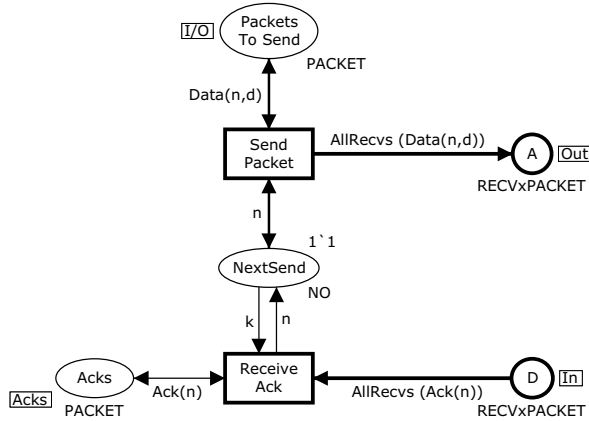 Packets
To Send
I/O
PACKET
Data(n,d)
Send
Packet
AllRecvs (Data(n,d))
A
Out
RECVxPACKET
n
1`1
NextSend
NO
k
n
Receive
Ack
Acks
Acks
PACKET
Ack(n)
AllRecvs (Ack(n))
D
In
RECVxPACKET